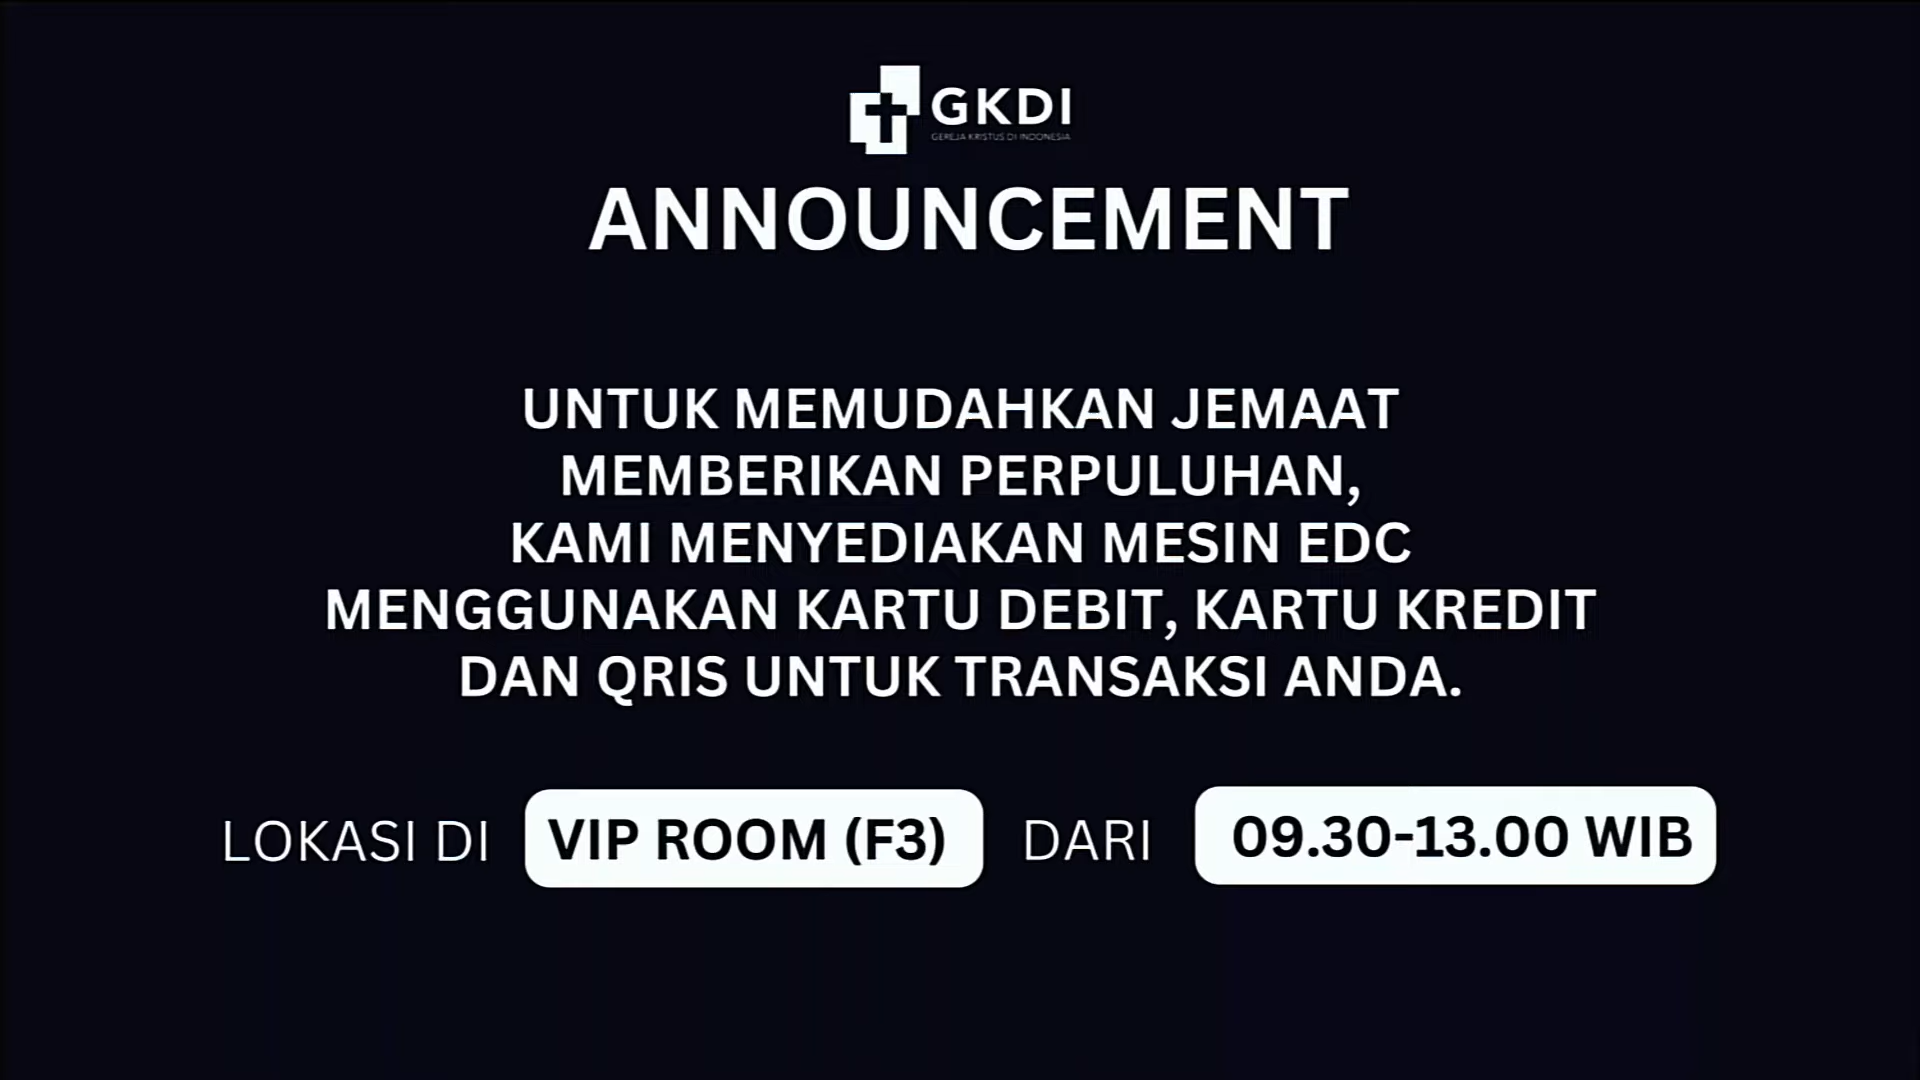 GKDI
GEREJA KRISTUS DI INDONESIA
ANNOUNCEMENT
UNTUK MEMUDAHKAN JEMAAT
MEMBERIKAN PERPULUHAN,
KAMI MENYEDIAKAN MESIN EDC
MENGGUNAKAN KARTU DEBIT, KARTU KREDIT
DAN QRIS UNTUK TRANSAKSI ANDA.
LOKASI DI VIP ROOM (F3) DARI 09.30-13.00 WIB